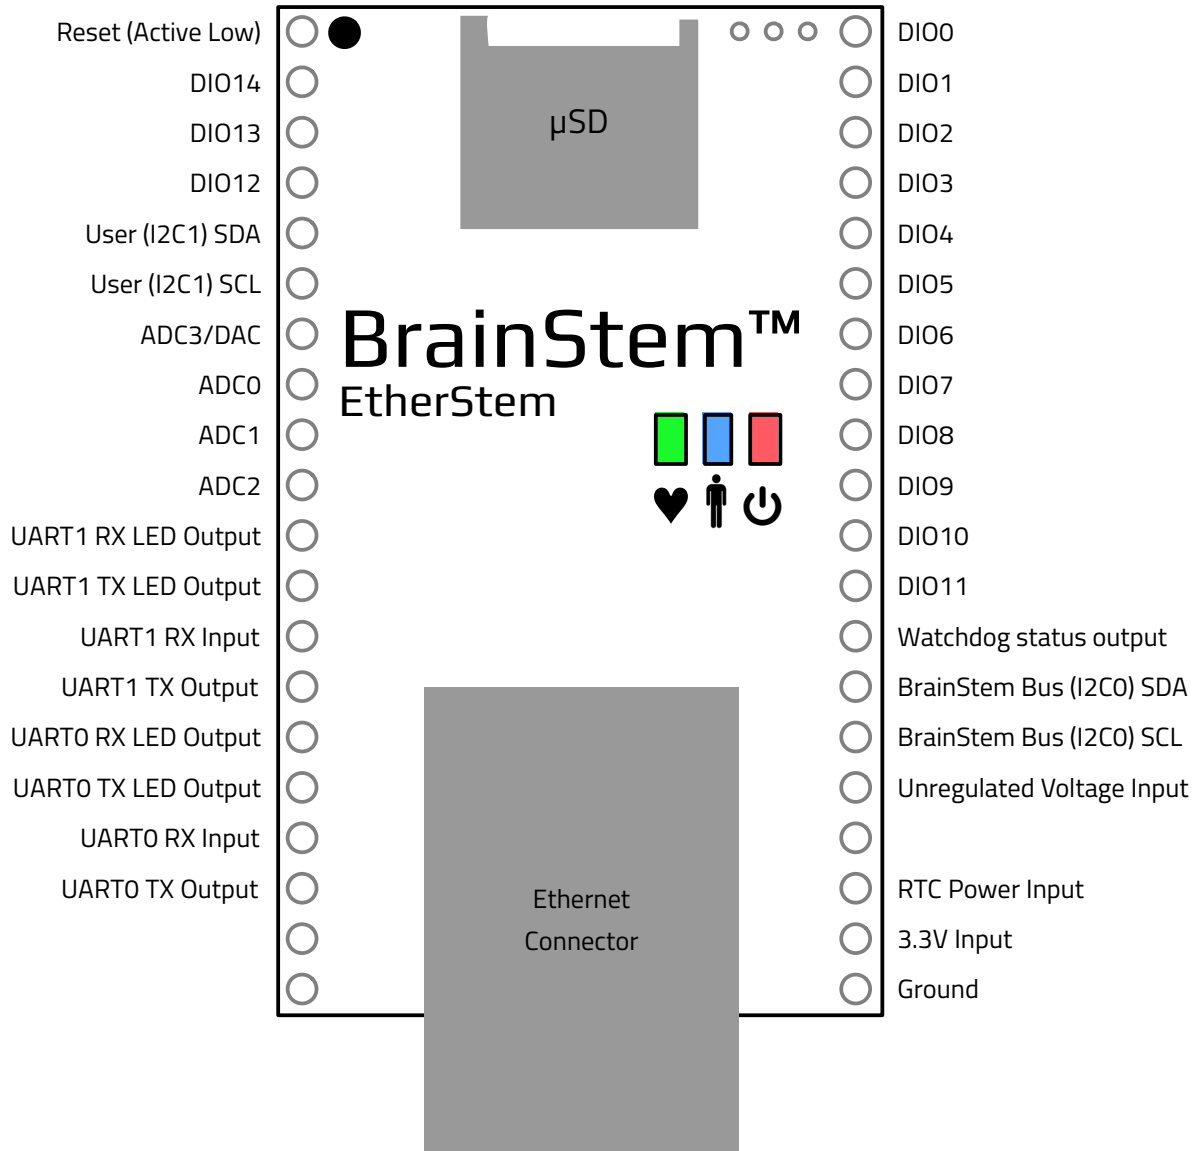 Reset (Active Low)
DIO14
DIO13
DIO12
User (I2C1) SDA
User (I2C1) SCL
ADC3/DAC
ADC0
ADC1
ADC2
UART1 RX LED Output
UART1 TX LED Output
UART1 RX Input
UART1 TX Output
UART0 RX LED Output
UART0 TX LED Output
UART0 RX Input
UART0 TX Output
µSD
BrainStem™
EtherStem
Ethernet
Connector
DIO0
DIO1
DIO2
DIO3
DIO4
DIO5
DIO6
DIO7
DIO8
DIO9
DIO10
DIO11
Watchdog status output
BrainStem Bus (I2C0) SDA
BrainStem Bus (I2C0) SCL
Unregulated Voltage Input
RTC Power Input
3.3V Input
Ground